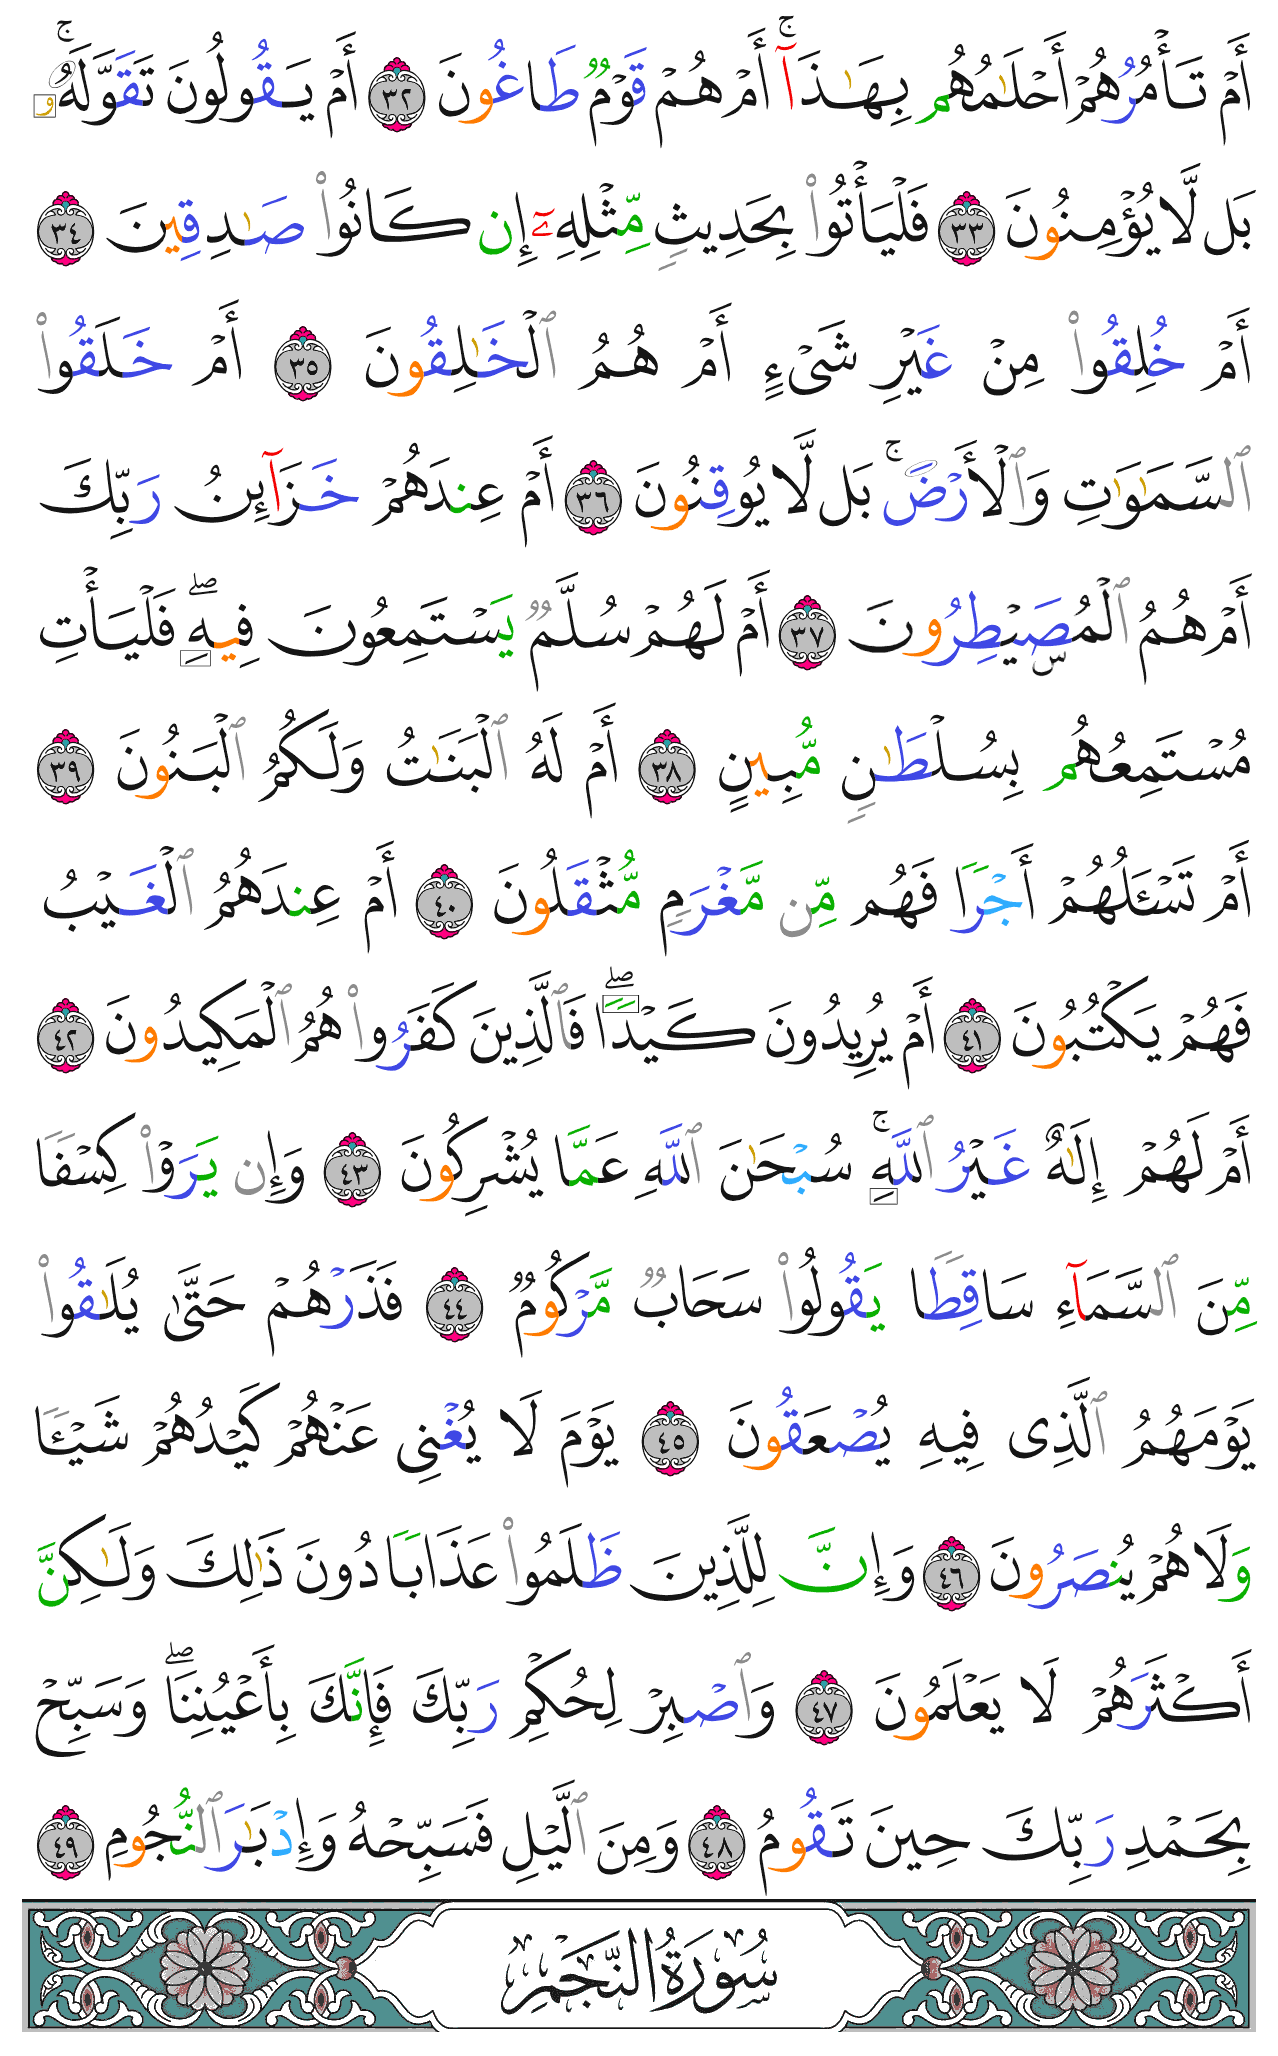 أَمۡ تَأۡمُرُهُمۡ أَحۡلَٰمُهُم بِهَٰذَآۚ أَمۡ هُمۡ قَوۡمٞ طَاغُونَ ٣٢ أَمۡ يَقُولُونَ تَقَوَّلَهُۥۚ
بَل لَّا يُؤۡمِنُونَ ٣٣ فَلۡيَأۡتُواْ بِحَدِيثٖ مِّثۡلِهِۦٓ إِن كَانُواْ صَٰدِقِينَ ٣٤
أَمۡ خُلِقُواْ مِنۡ غَيۡرِ شَيۡءٍ أَمۡ هُمُ ٱلۡخَٰلِقُونَ ٣٥ أَمۡ خَلَقُواْ
ٱلسَّمَٰوَٰتِ وَٱلۡأَرۡضَۚ بَل لَّا يُوقِنُونَ ٣٦ أَمۡ عِندَهُمۡ خَزَآئِنُ رَبِّكَ
أَمۡ هُمُ ٱلۡمُصَۜيۡطِرُونَ ٣٧ أَمۡ لَهُمۡ سُلَّمٞ يَسۡتَمِعُونَ فِيهِۖ فَلۡيَأۡتِ
مُسۡتَمِعُهُم بِسُلۡطَٰنٖ مُّبِينٍ ٣٨ أَمۡ لَهُ ٱلۡبَنَٰتُ وَلَكُمُ ٱلۡبَنُونَ ٣٩
أَمۡ تَسۡـَٔلُهُمۡ أَجۡرٗا فَهُم مِّن مَّغۡرَمٖ مُّثۡقَلُونَ ٤٠ أَمۡ عِندَهُمُ ٱلۡغَيۡبُ
فَهُمۡ يَكۡتُبُونَ ٤١ أَمۡ يُرِيدُونَ كَيۡدٗاۖ فَٱلَّذِينَ كَفَرُواْ هُمُ ٱلۡمَكِيدُونَ ٤٢
أَمۡ لَهُمۡ إِلَٰهٌ غَيۡرُ ٱللَّهِۚ سُبۡحَٰنَ ٱللَّهِ عَمَّا يُشۡرِكُونَ ٤٣ وَإِن يَرَوۡاْ كِسۡفٗا
مِّنَ ٱلسَّمَآءِ سَاقِطٗا يَقُولُواْ سَحَابٞ مَّرۡكُومٞ ٤٤ فَذَرۡهُمۡ حَتَّىٰ يُلَٰقُواْ
يَوۡمَهُمُ ٱلَّذِي فِيهِ يُصۡعَقُونَ ٤٥ يَوۡمَ لَا يُغۡنِي عَنۡهُمۡ كَيۡدُهُمۡ شَيۡـٔٗا
وَلَا هُمۡ يُنصَرُونَ ٤٦ وَإِنَّ لِلَّذِينَ ظَلَمُواْ عَذَابٗا دُونَ ذَٰلِكَ وَلَٰكِنَّ
أَكۡثَرَهُمۡ لَا يَعۡلَمُونَ ٤٧ وَٱصۡبِرۡ لِحُكۡمِ رَبِّكَ فَإِنَّكَ بِأَعۡيُنِنَاۖ وَسَبِّحۡ
بِحَمۡدِ رَبِّكَ حِينَ تَقُومُ ٤٨ وَمِنَ ٱلَّيۡلِ فَسَبِّحۡهُ وَإِدۡبَٰرَ ٱلنُّجُومِ ٤٩
سُورَةُ النَّجْمِ